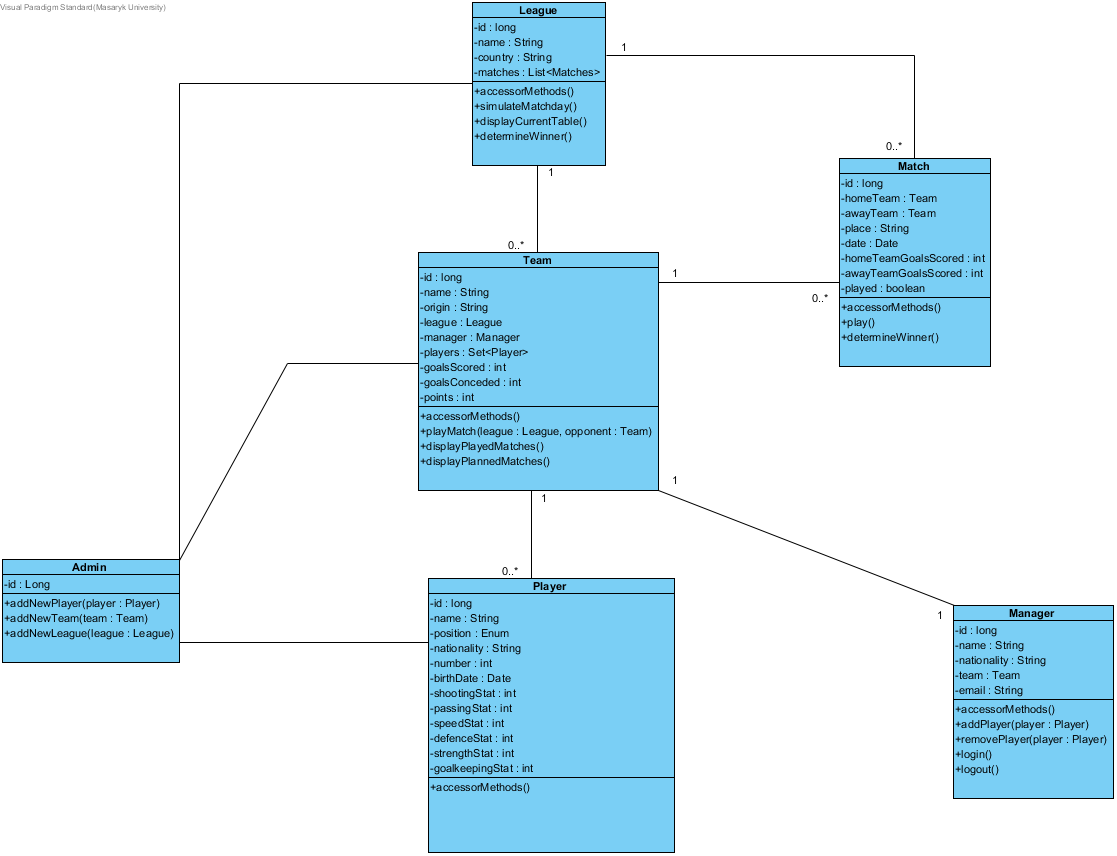 Visual Paradigm Standard(Masaryk University)
League
-id : long
-name : String
-country : String
-matches : List<Matches>
+accessorMethods()
+simulateMatchday()
+displayCurrentTable()
+determineWinner()
1
0..*
1
0..*
Match
-id : long
-homeTeam : Team
-awayTeam : Team
-place : String
-date : Date
-homeTeamGoalsScored : int
-awayTeamGoalsScored : int
-played : boolean
+accessorMethods()
+play()
+determineWinner()
Team
-id : long
-name : String
-origin : String
-league : League
-manager : Manager
-players : Set<Player>
-goalsScored : int
-goalsConceded : int
-points : int
+accessorMethods()
+playMatch(league : League, opponent : Team)
+displayPlayedMatches()
+displayPlannedMatches()
1
0..*
1
1
1
0..*
Admin
-id : Long
+addNewPlayer(player : Player)
+addNewTeam(team : Team)
+addNewLeague(league : League)
Player
-id : long
-name : String
-position : Enum
-nationality : String
-number : int
-birthDate : Date
-shootingStat : int
-passingStat : int
-speedStat : int
-defenceStat : int
-strengthStat : int
-goalkeepingStat : int
+accessorMethods()
Manager
-id : long
-name : String
-nationality : String
-team : Team
-email : String
+accessorMethods()
+addPlayer(player : Player)
+removePlayer(player : Player)
+login()
+logout()